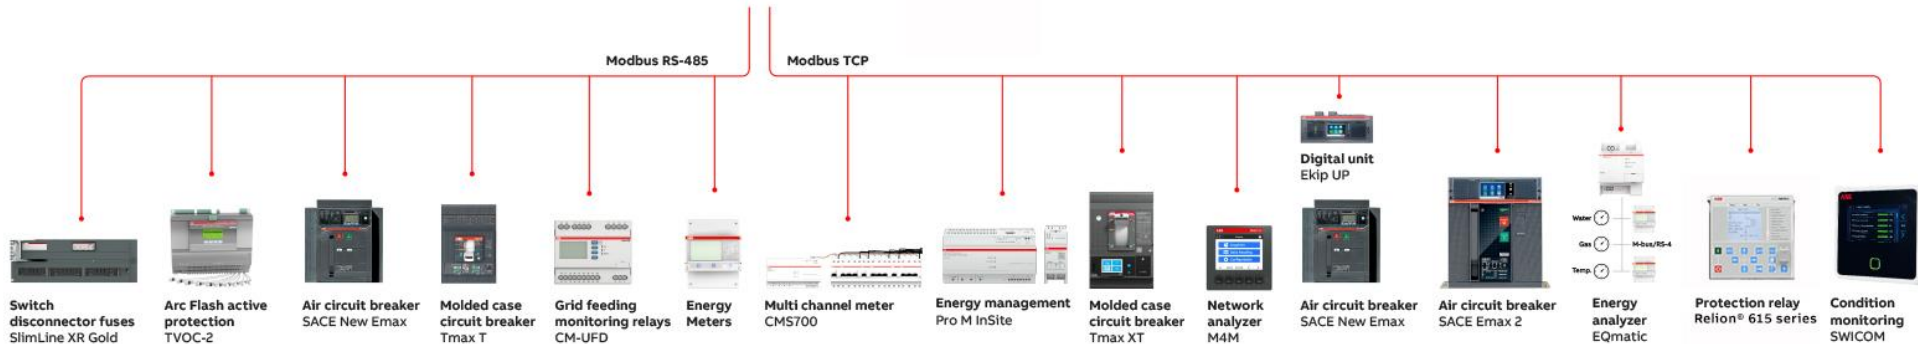 Modbus RS-485
Modbus TCP
Digital unit
Ekip UP
Water
Gas
M-bus/RS-4
Temp.
Switch
disconnector fuses
SlimLine XR Gold
Arc Flash active
protection
TVOC-2
Air circuit breaker
SACE New Emax
Molded case
circuit breaker
Tmax T
Grid feeding
monitoring relays
CM-UFD
Energy
Meters
Multi channel meter
CMS700
Energy management
Pro M InSite
Molded case
circuit breaker
Tmax XT
Network
analyzer
M4M
Air circuit breaker
SACE New Emax
Air circuit breaker
SACE Emax 2
Energy
analyzer
EQmatic
Protection relay
Relion® 615 series
Condition
monitoring
SWICOM